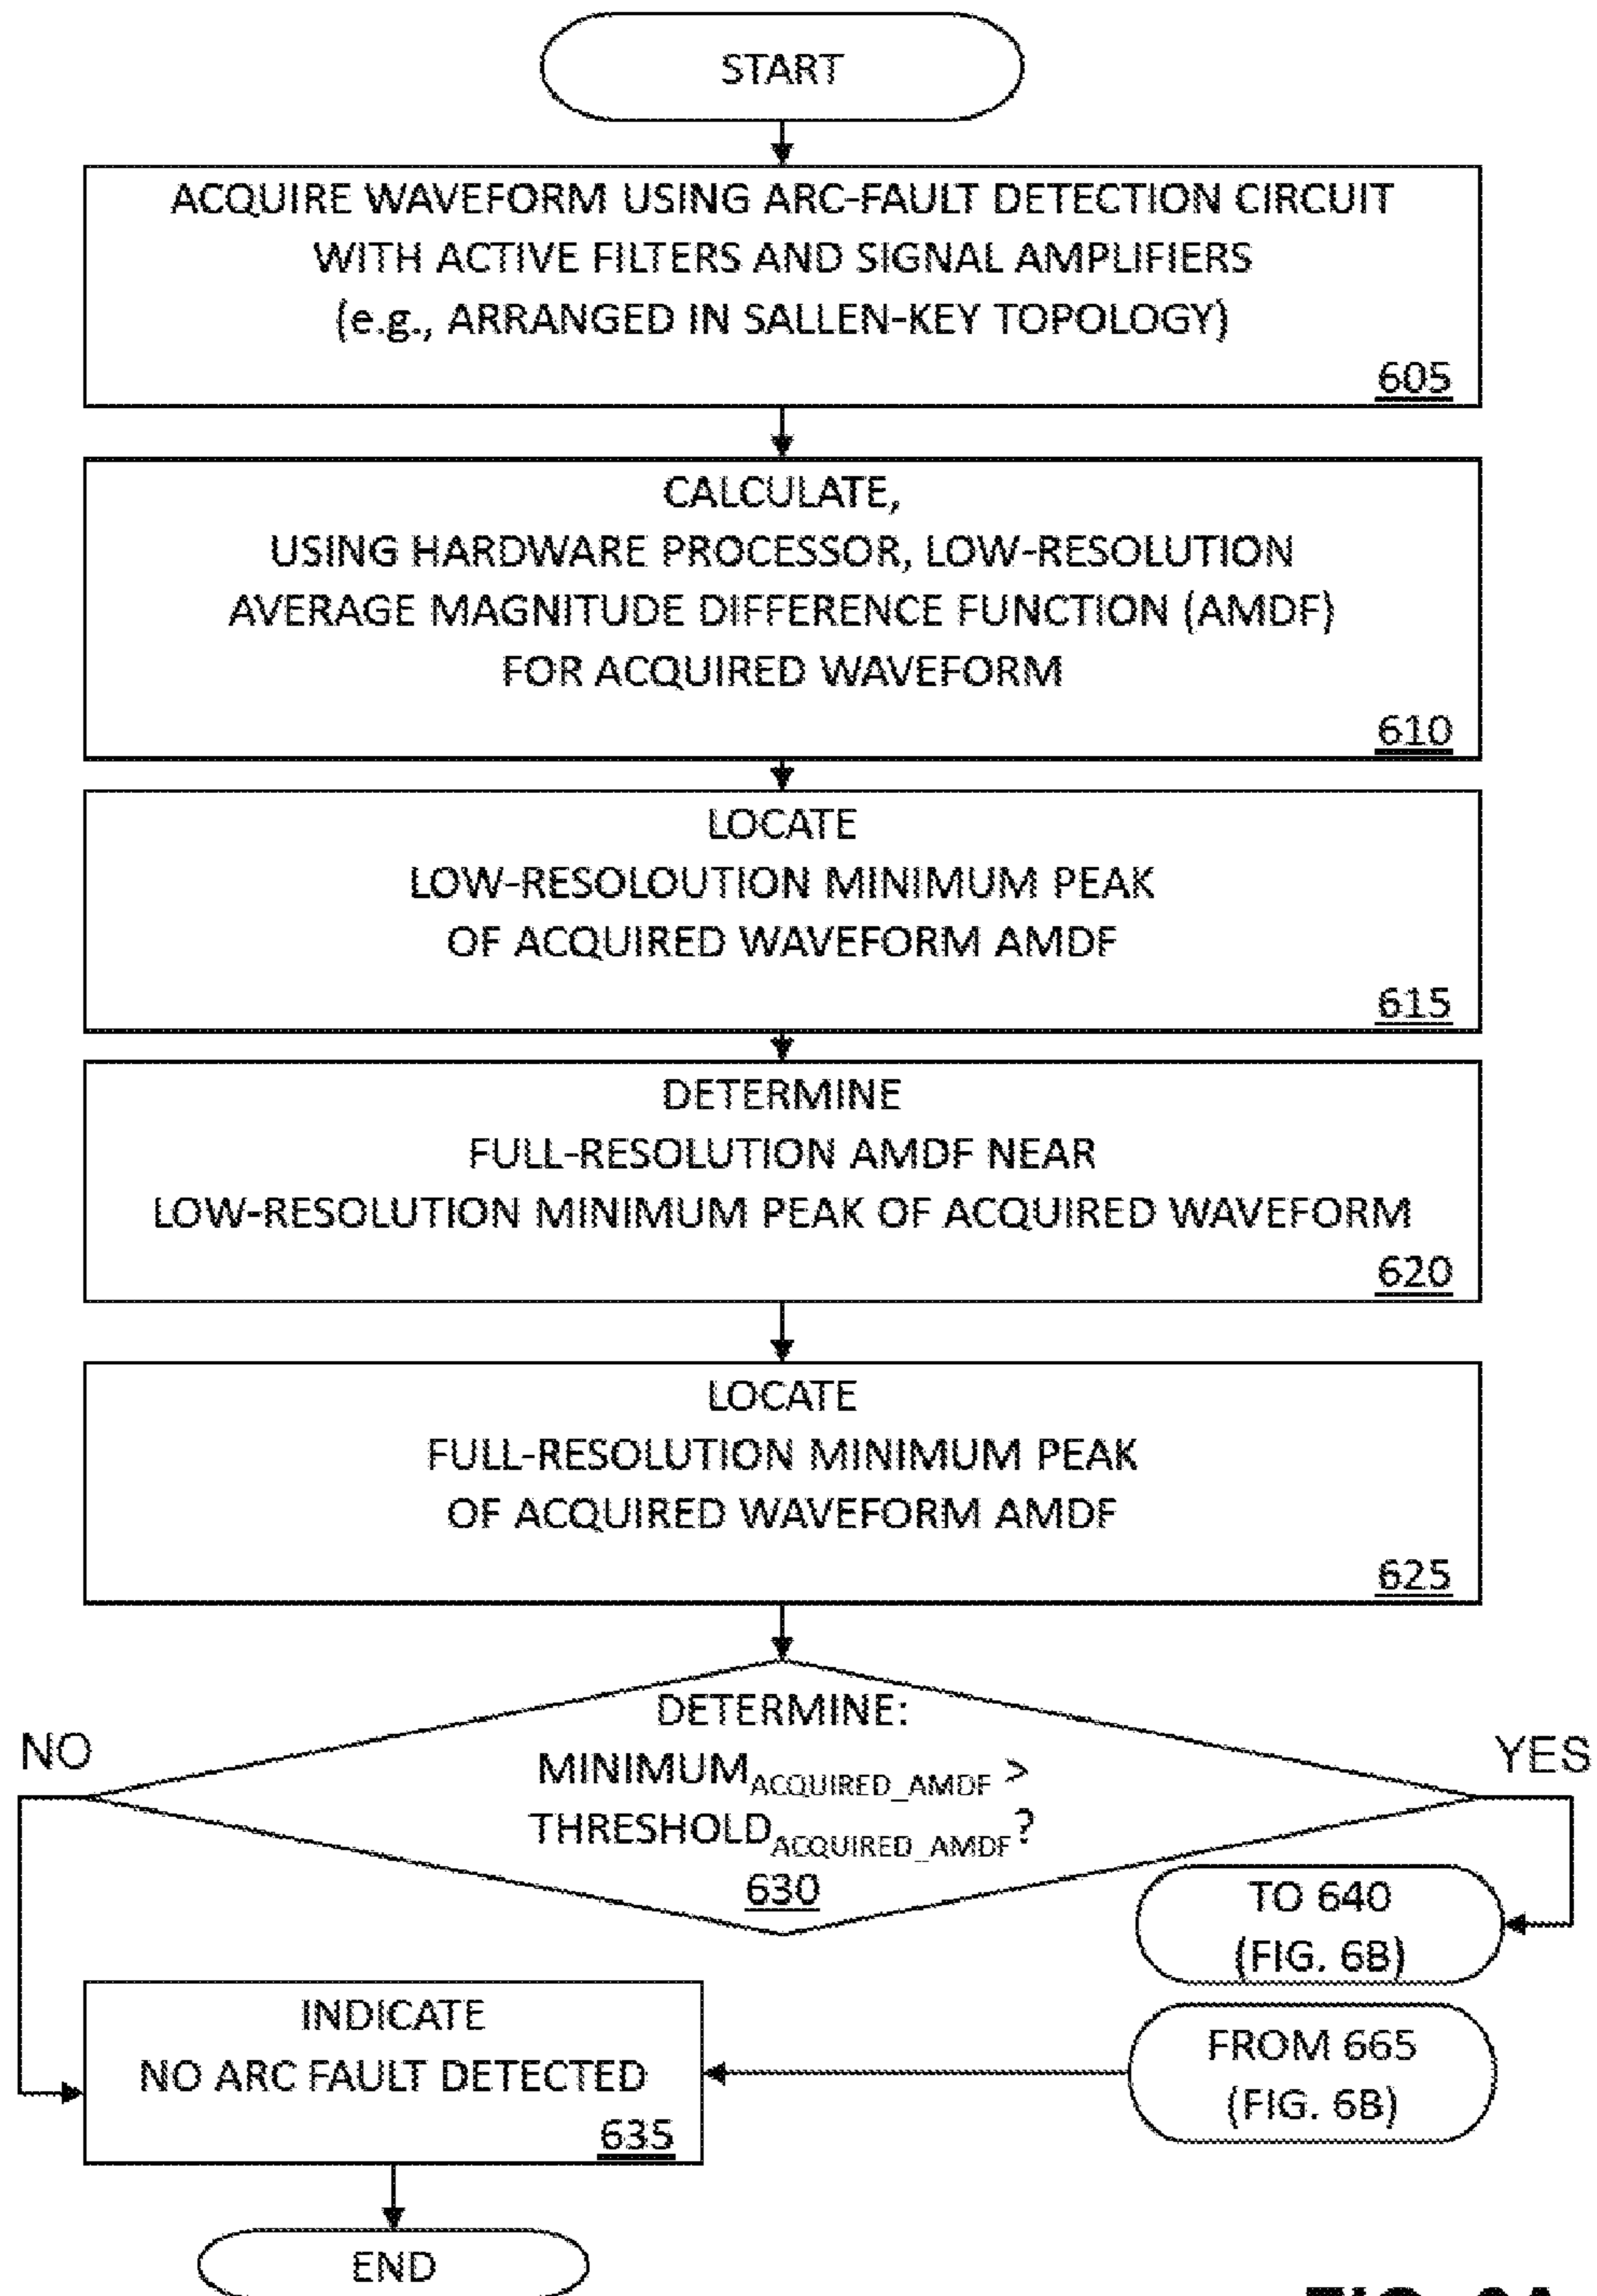 START
ACQUIRE WAVEFORM USING ARC-FAULT DETECTION CIRCUIT
WITH ACTIVE FILTERS AND SIGNAL AMPLIFIERS
(e.g., ARRANGED IN SALLEN-KEY TOPOLOGY)
605
CALCULATE,
USING HARDWARE PROCESSOR, LOW-RESOLUTION
AVERAGE MAGNITUDE DIFFERENCE FUNCTION (AMDF)
FOR ACQUIRED WAVEFORM
610
LOCATE
LOW-RESOLOUTION MINIMUM PEAK
OF ACQUIRED WAVEFORM AMDF
615
DETERMINE
FULL-RESOLUTION AMDF NEAR
LOW-RESOLUTION MINIMUM PEAK OF ACQUIRED WAVEFORM
620
LOCATE
FULL-RESOLUTION MINIMUM PEAK
OF ACQUIRED WAVEFORM AMDF
625
DETERMINE:
MINIMUM ACQUIRED_AMDF >
THRESHOLD ACQUIRED_AMDF?
630
NO
YES
TO 640
(FIG. 6B)
INDICATE
NO ARC FAULT DETECTED
635
FROM 665
(FIG. 6B)
END